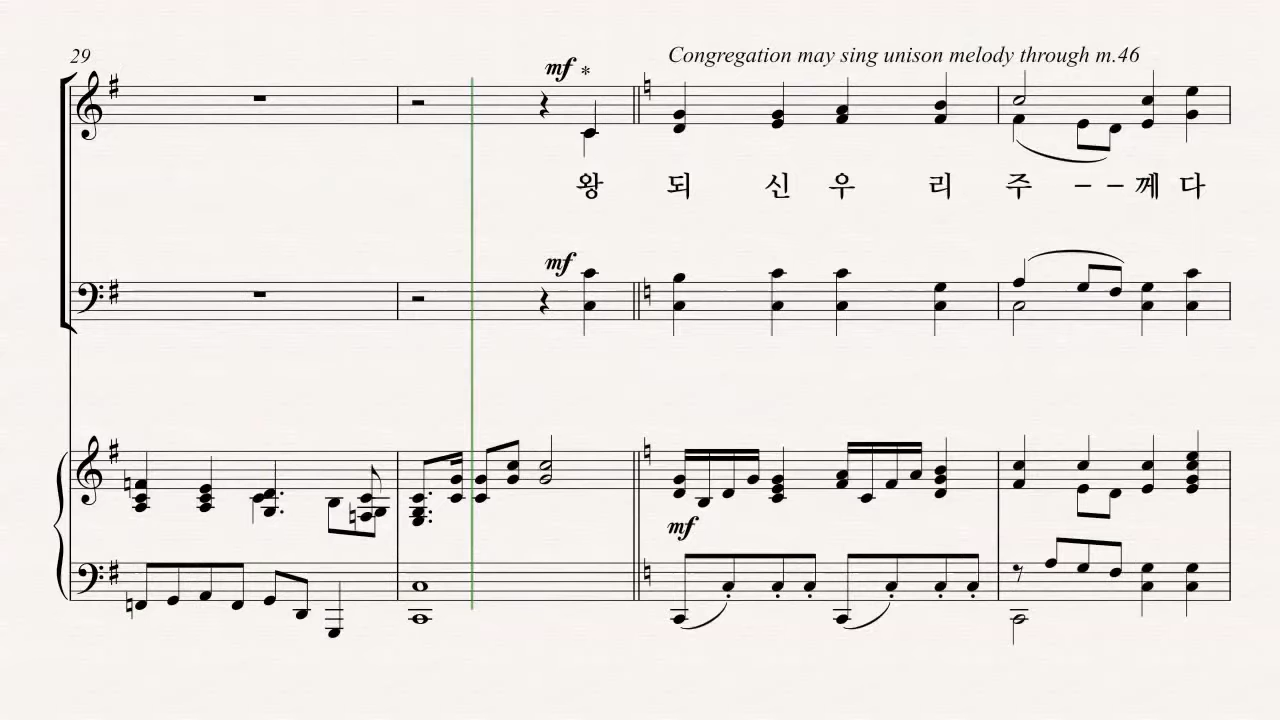 29
Congregation may sing unison melody through m.46
mf *
왕 되 신 우 리 주 – – 께 다
mf
mf